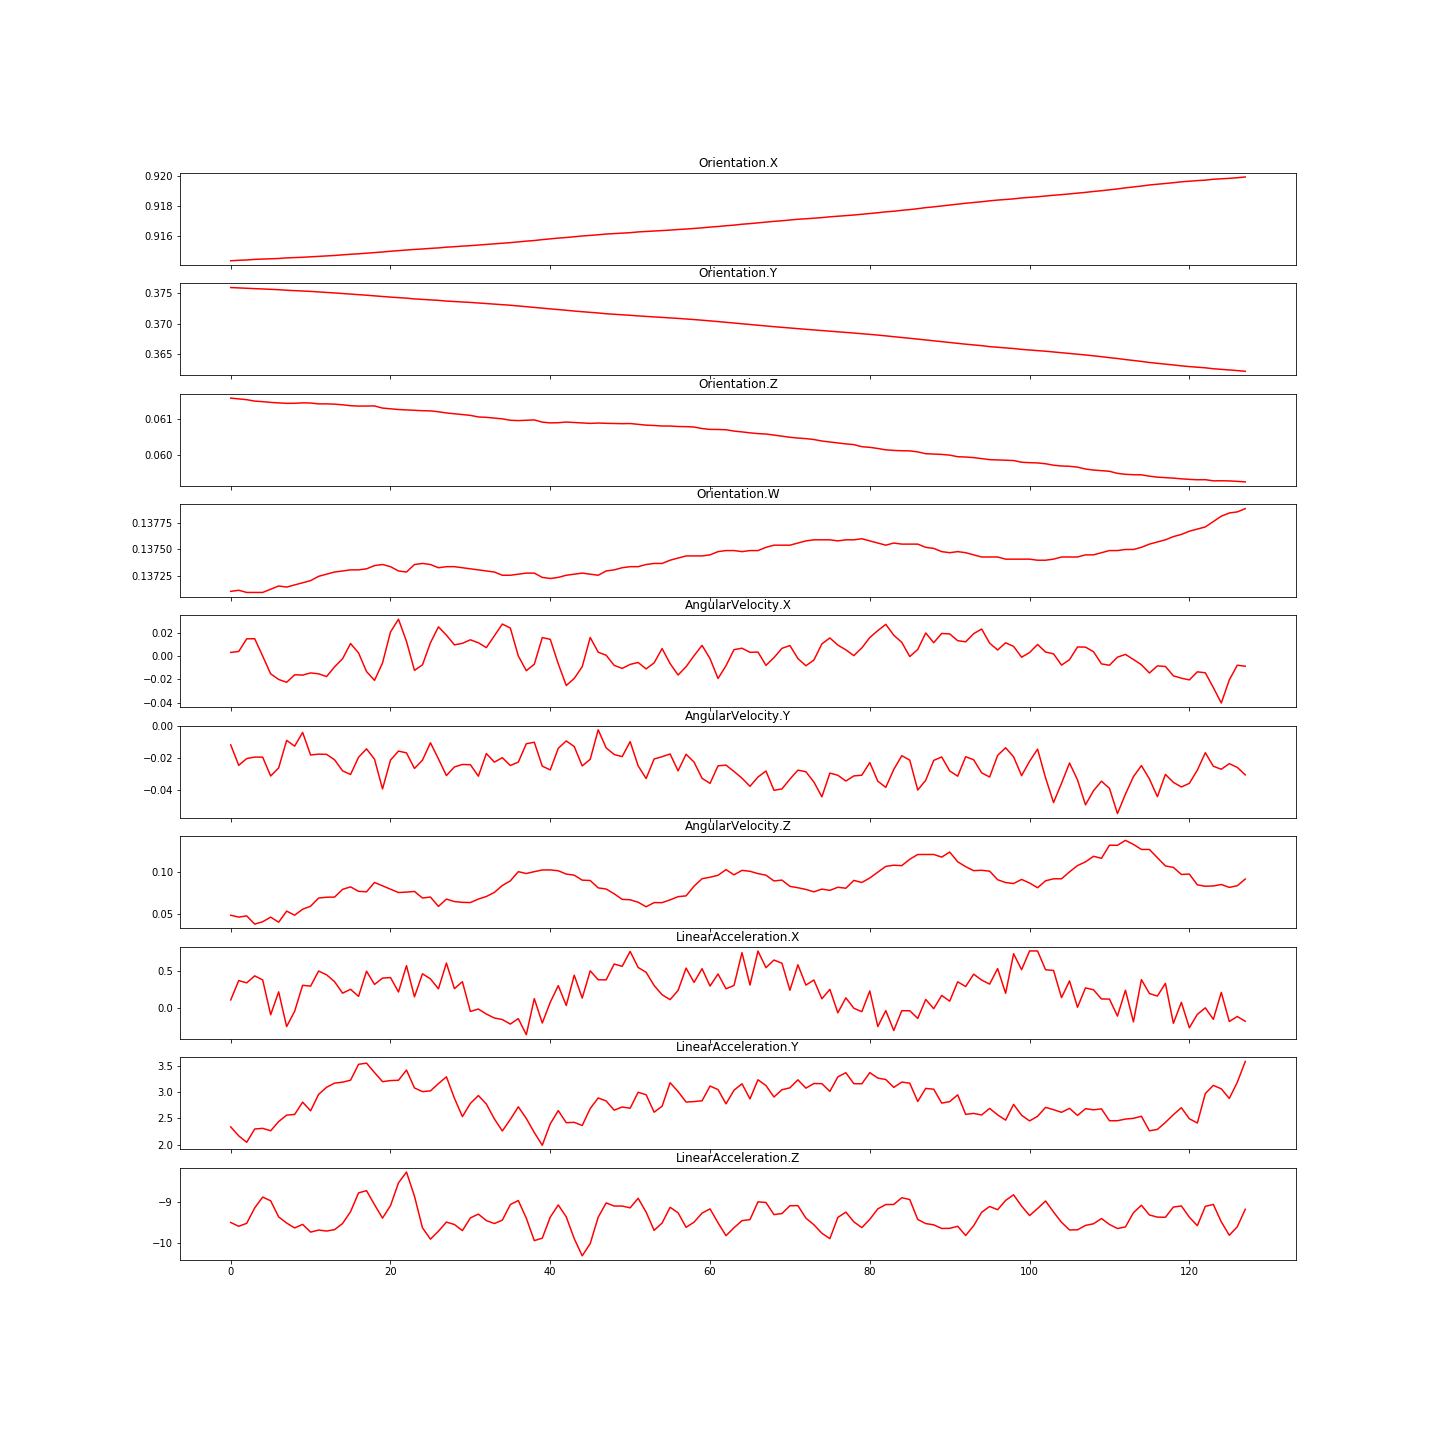 Orientation.X
0.920
0.918
0.916
Orientation.Y
0.375
0.370
0.365
Orientation.Z
0.061
0.060
Orientation.W
0.13775
0.13750
0.13725
AngularVelocity.X
0.02
0.00
−0.02
−0.04
AngularVelocity.Y
0.00
−0.02
−0.04
AngularVelocity.Z
0.10
0.05
LinearAcceleration.X
0.5
0.0
LinearAcceleration.Y
3.5
3.0
2.5
2.0
LinearAcceleration.Z
−9
−10
0 20 40 60 80 100 120